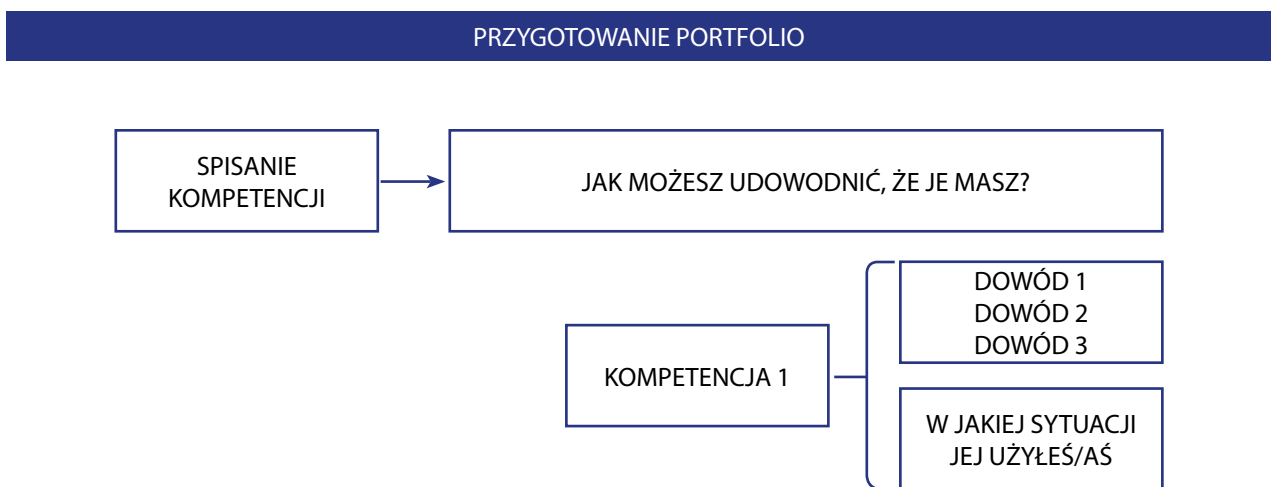 PRZYGOTOWANIE PORTFOLIO
SPISANIE
KOMPETENCJI
JAK MOŻESZ UDOWODNIĆ, ŻE JE MASZ?
KOMPETENCJA 1
DOWÓD 1
DOWÓD 2
DOWÓD 3
W JAKIEJ SYTUACJI
JEJ UŻYŁEŚ/AŚ